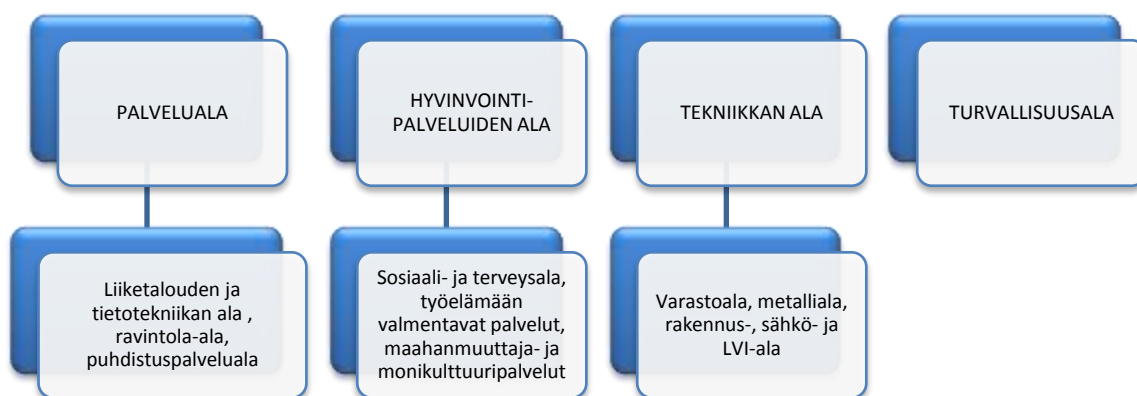 PALVELUALA
HYVINVOINTI-
PALVELUIDEN ALA
TEKNIIKKAN ALA
TURVALLISUUSALA
Liiketalouden ja
tietotekniikan ala ,
ravintola-ala,
puhdistuspalveluala
Sosiaali- ja terveysala,
työelämään
valmentavat palvelut,
maahanmuuttaja- ja
monikulttuuripalvelut
Varastoala, metalliala,
rakennus-, sähkö- ja
LVI-ala